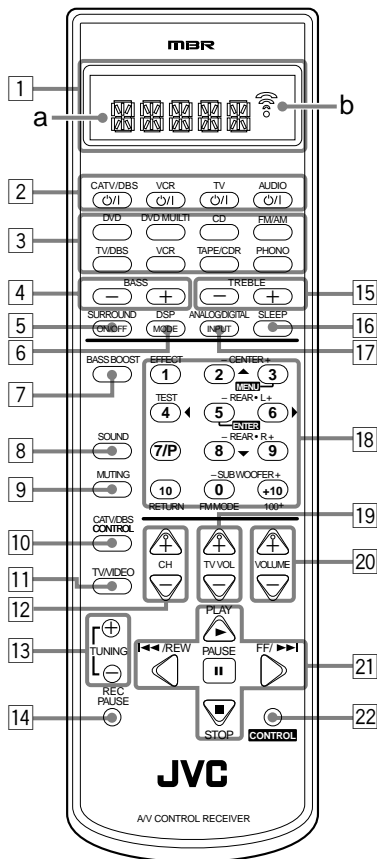 MBR
1
a
b
2
CATV/DBS VCR TV AUDIO
⏻/I ⏻/I ⏻/I ⏻/I
3
DVD DVD MULTI CD FM/AM
TV/DBS VCR TAPE/CDR PHONO
4 BASS TREBLE 15
– + – +
5 SURROUND DSP ANALOG/DIGITAL SLEEP 16
ON/OFF MODE INPUT
6 17
7 BASS BOOST EFFECT – CENTER +
1 2 3
MENU
TEST – REAR • L +
4 5 6
ENTER
8 SOUND – REAR • R + 18
7/P 8 9
9 MUTING – SUBWOOFER +
10 0 +10
RETURN FM MODE 100+
10 CATV/DBS CONTROL 19
+ + +
CH TV VOL VOLUME 20
– – –
11 TV/VIDEO
12
13 + TUNING –
PLAY
⏮/REW PAUSE FF/⏭
21
14 REC PAUSE
STOP
CONTROL 22
JVC
A/V CONTROL RECEIVER